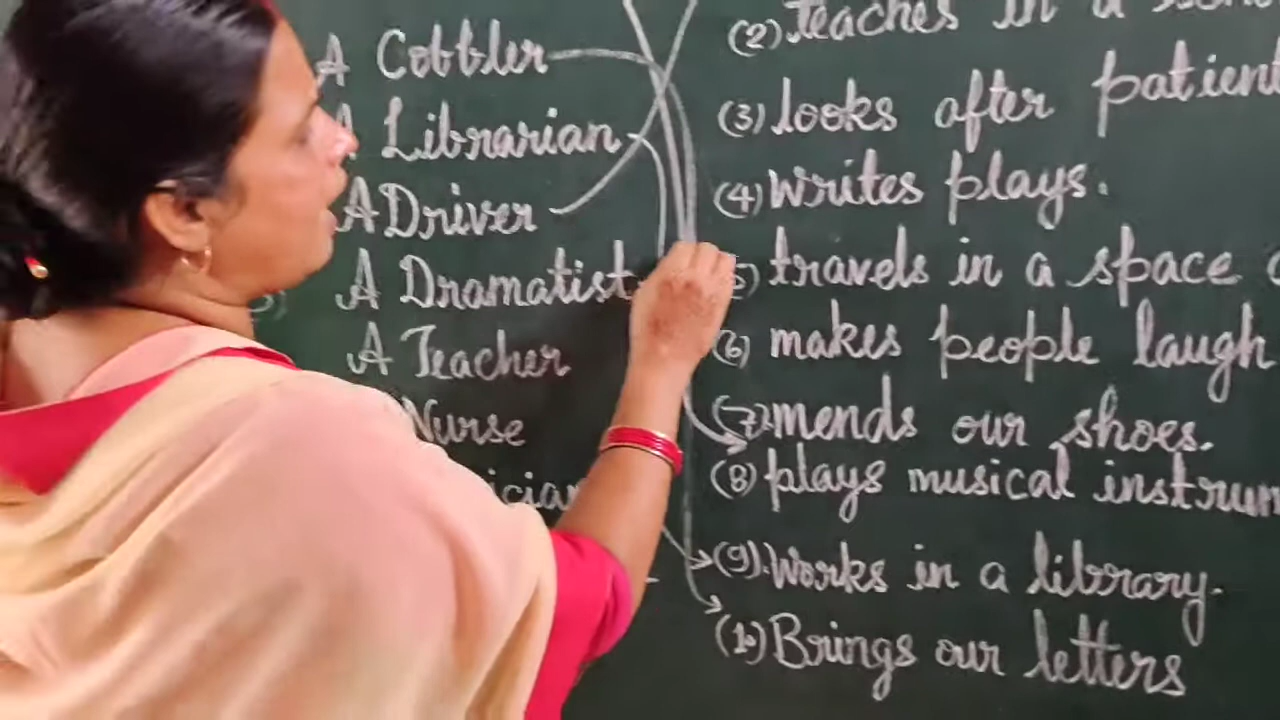 A Cobbler
A Librarian
A Driver
A Dramatist
A Teacher
Nurse
(2) Teaches in a
(3) looks after patient
(4) Writes plays.
(5) travels in a space
(6) makes people laugh
(7) mends our shoes.
(8) plays musical instrum
(9). Works in a library.
(10) Brings our letters